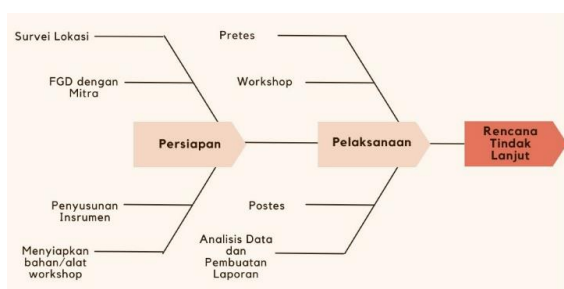 Survei Lokasi
FGD dengan
Mitra
Persiapan
Penyusunan
Insrumen
Menyiapkan
bahan/alat
workshop
Pretes
Workshop
Pelaksanaan
Postes
Analisis Data
dan
Pembuatan
Laporan
Rencana
Tindak
Lanjut